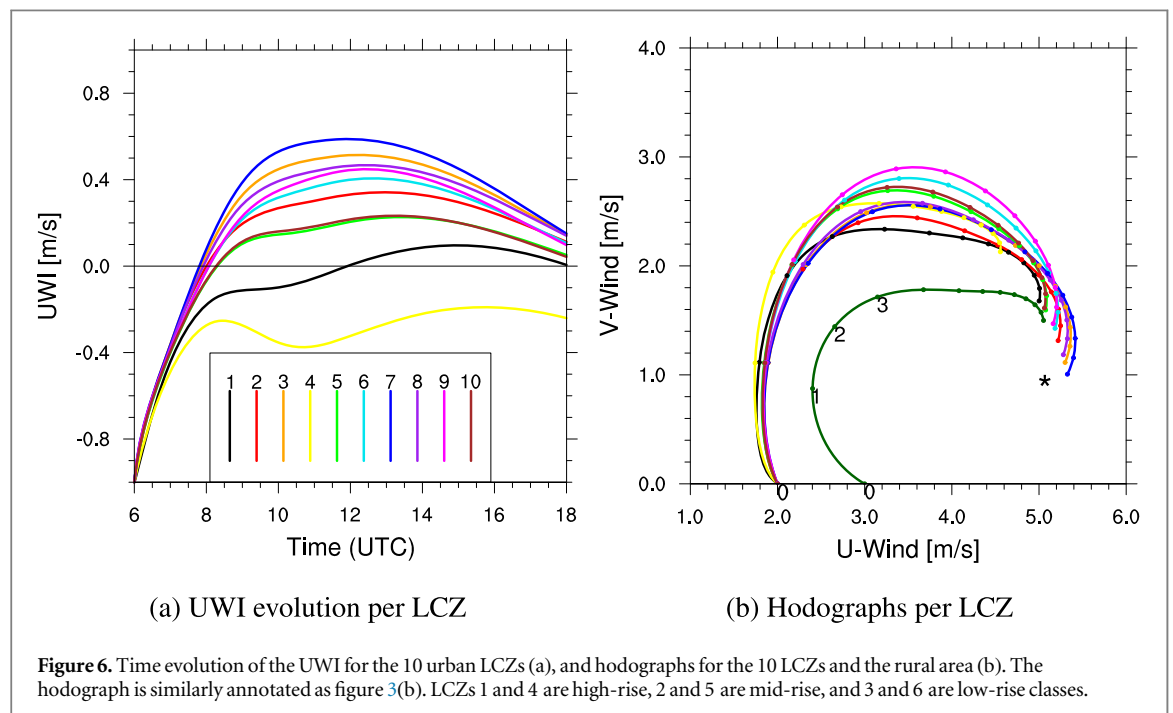 0.8
0.4
0.0
-0.4
-0.8
UWI [m/s]
1 2 3 4 5 6 7 8 9 10
6 8 10 12 14 16 18
Time (UTC)
(a) UWI evolution per LCZ
4.0
3.0
2.0
1.0
0.0
V-Wind [m/s]
3
2
1
0 0
*
1.0 2.0 3.0 4.0 5.0 6.0
U-Wind [m/s]
(b) Hodographs per LCZ
Figure 6. Time evolution of the UWI for the 10 urban LCZs (a), and hodographs for the 10 LCZs and the rural area (b). The
hodograph is similarly annotated as figure 3(b). LCZs 1 and 4 are high-rise, 2 and 5 are mid-rise, and 3 and 6 are low-rise classes.